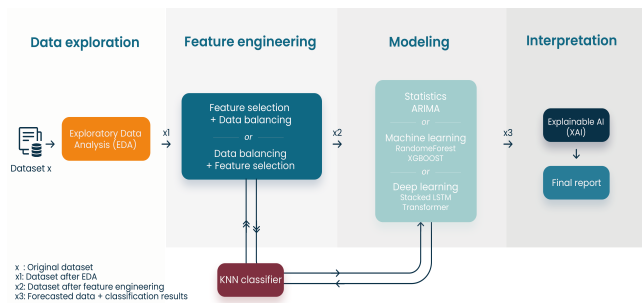 Data exploration
Feature engineering
Modeling
Interpretation
Dataset x
Exploratory Data
Analysis (EDA)
x1
Feature selection
+ Data balancing
or
Data balancing
+ Feature selection
x2
Statistics
ARIMA
or
Machine learning
RandomeForest
XGBOOST
or
Deep learning
Stacked LSTM
Transformer
x3
Explainable AI
(XAI)
Final report
KNN classifier
x : Original dataset
x1: Dataset after EDA
x2: Dataset after feature engineering
x3: Forecasted data + classification results